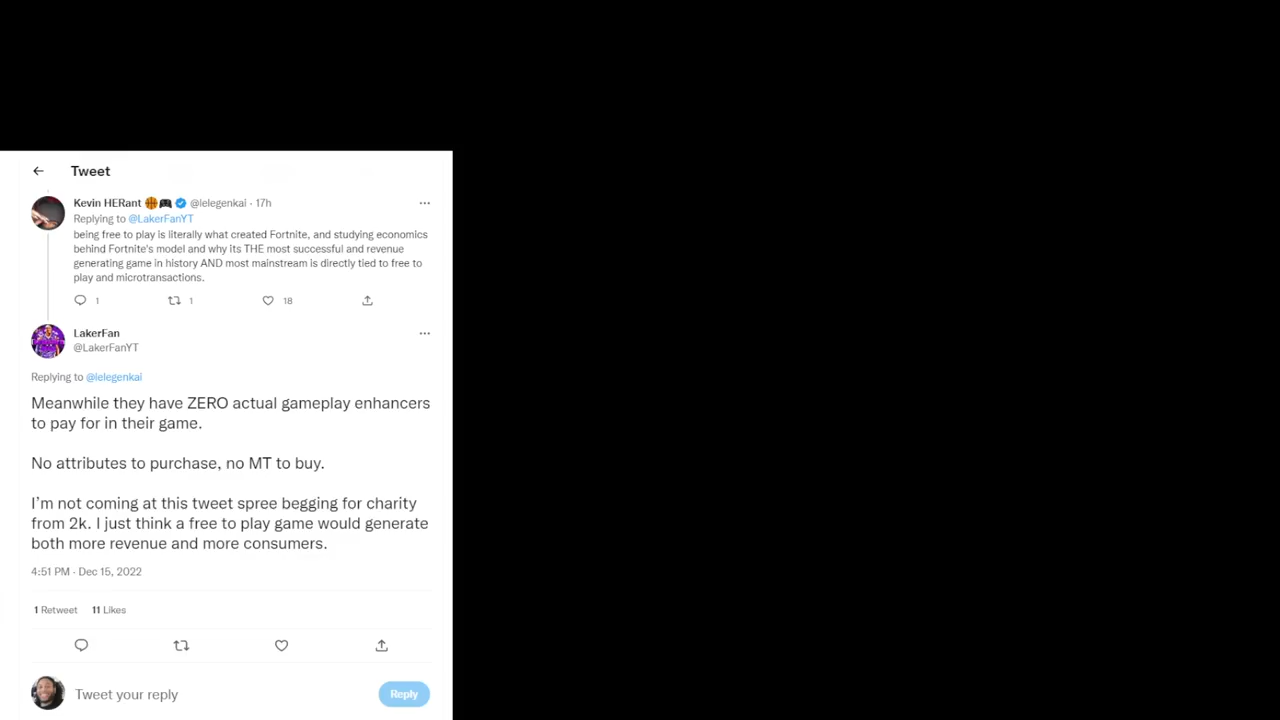 Tweet
Kevin HERant 🏀🎮 @lelegenkai · 17h
Replying to @LakerFanYT
being free to play is literally what created Fortnite, and studying economics
behind Fortnite's model and why its THE most successful and revenue
generating game in history AND most mainstream is directly tied to free to
play and microtransactions.
1 1 18
LakerFan
@LakerFanYT
Replying to @lelegenkai
Meanwhile they have ZERO actual gameplay enhancers
to pay for in their game.
No attributes to purchase, no MT to buy.
I'm not coming at this tweet spree begging for charity
from 2k. I just think a free to play game would generate
both more revenue and more consumers.
4:51 PM · Dec 15, 2022
1 Retweet 11 Likes
Tweet your reply Reply